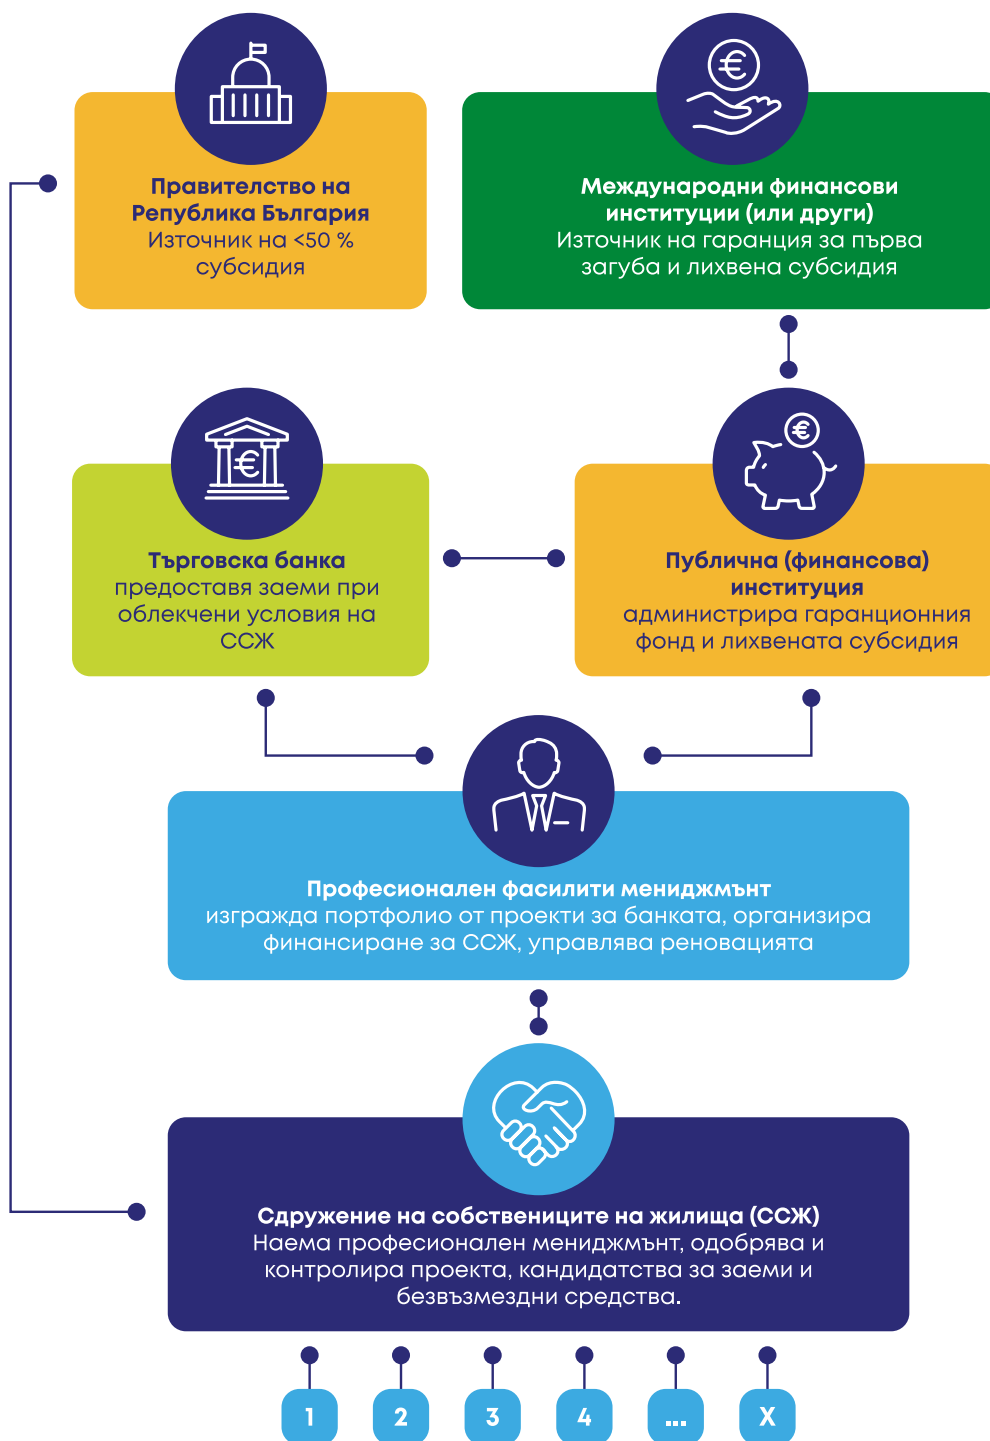 Правителство на
Република България
Източник на <50 %
субсидия
Международни финансови
институции (или други)
Източник на гаранция за първа
загуба и лихвена субсидия
€
€
€
Търговска банка
предоставя заеми при
облекчени условия на
ССЖ
Публична (финансова)
институция
администрира гаранционния
фонд и лихвената субсидия
Професионален фасилити мениджмънт
изгражда портфолио от проекти за банката, организира
финансиране за ССЖ, управлява реновацията
Сдружение на собствениците на жилища (ССЖ)
Наема професионален мениджмънт, одобрява и
контролира проекта, кандидатства за заеми и
безвъзмездни средства.
1 2 3 4 ... X